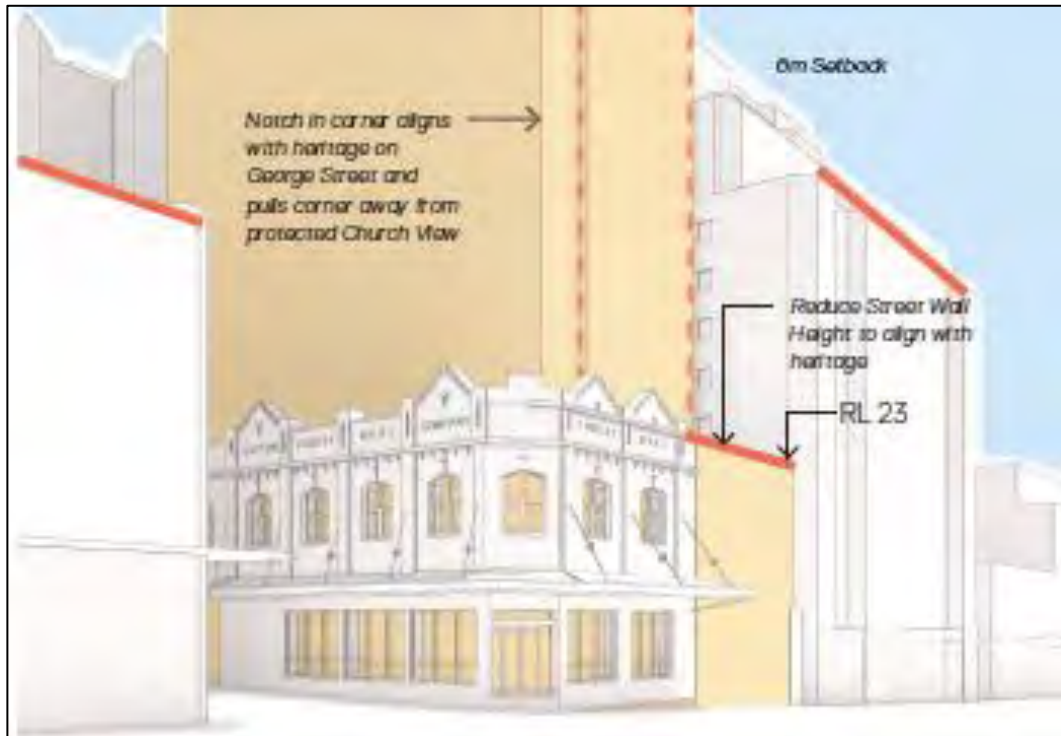 6m Setback
Notch in corner aligns
with heritage on
George Street and
pulls corner away from
protected Church View
Reduce Street Wall
Height to align with
heritage
RL 23